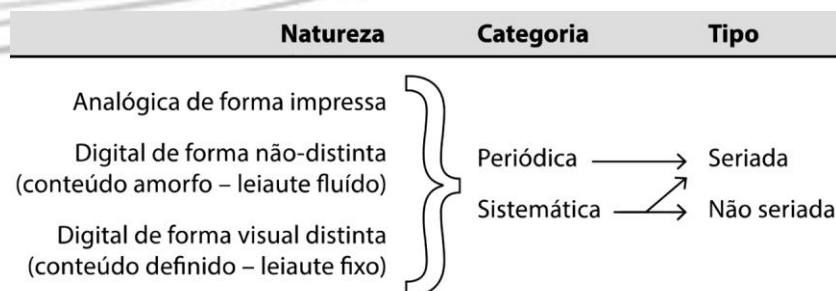 Natureza Categoria Tipo
Analógica de forma impressa
Digital de forma não-distinta
(conteúdo amorfo – leiaute fluído)
Digital de forma visual distinta
(conteúdo definido – leiaute fixo)
Periódica Seriada
Sistemática Não seriada